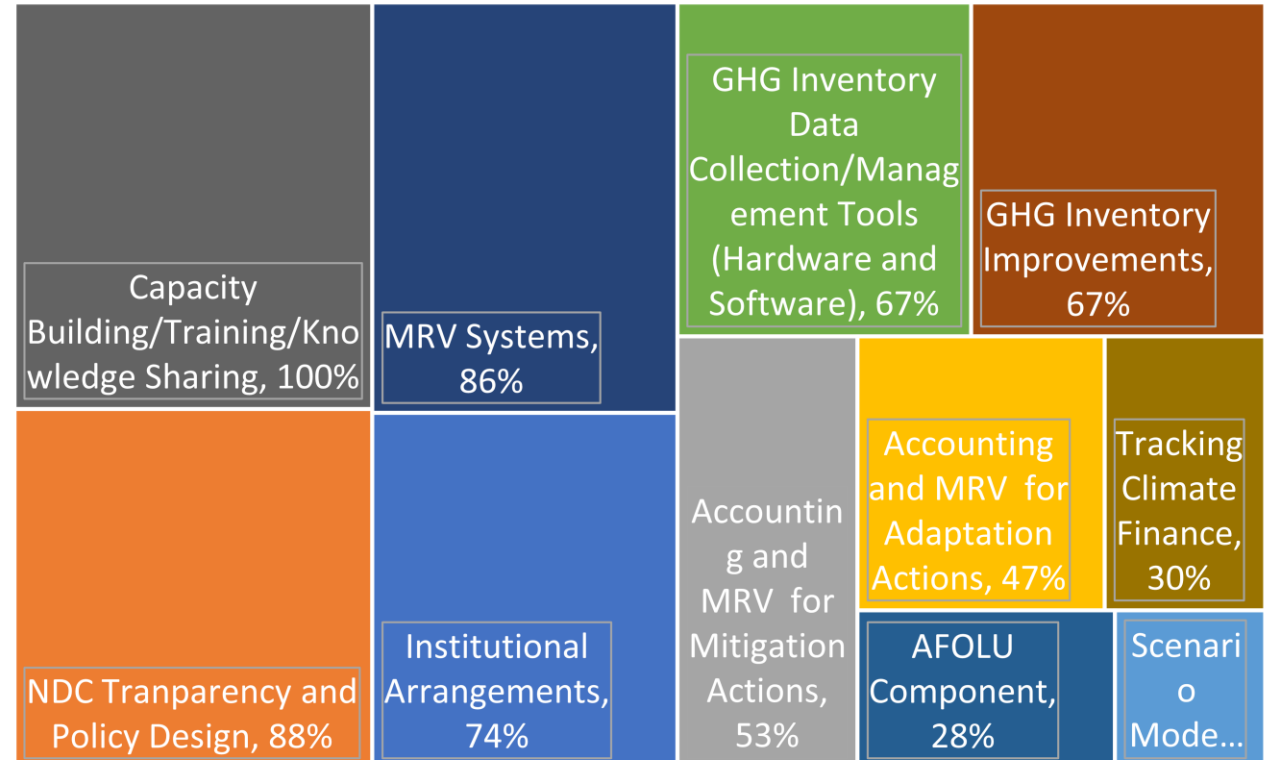 Capacity
Building/Training/Kno
wledge Sharing, 100%
NDC Tranparency and
Policy Design, 88%
MRV Systems,
86%
Institutional
Arrangements,
74%
GHG Inventory
Data
Collection/Manag
ement Tools
(Hardware and
Software), 67%
GHG Inventory
Improvements,
67%
Accountin
g and
MRV  for
Mitigation
Actions,
53%
Accounting
and MRV  for
Adaptation
Actions, 47%
Tracking
Climate
Finance,
30%
AFOLU
Component,
28%
Scenari
o
Mode...